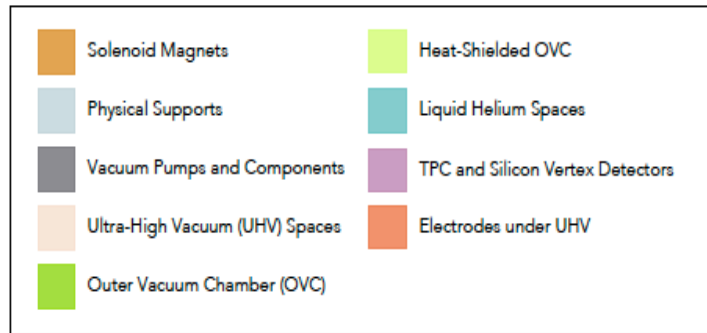 Solenoid Magnets
Physical Supports
Vacuum Pumps and Components
Ultra-High Vacuum (UHV) Spaces
Outer Vacuum Chamber (OVC)
Heat-Shielded OVC
Liquid Helium Spaces
TPC and Silicon Vertex Detectors
Electrodes under UHV